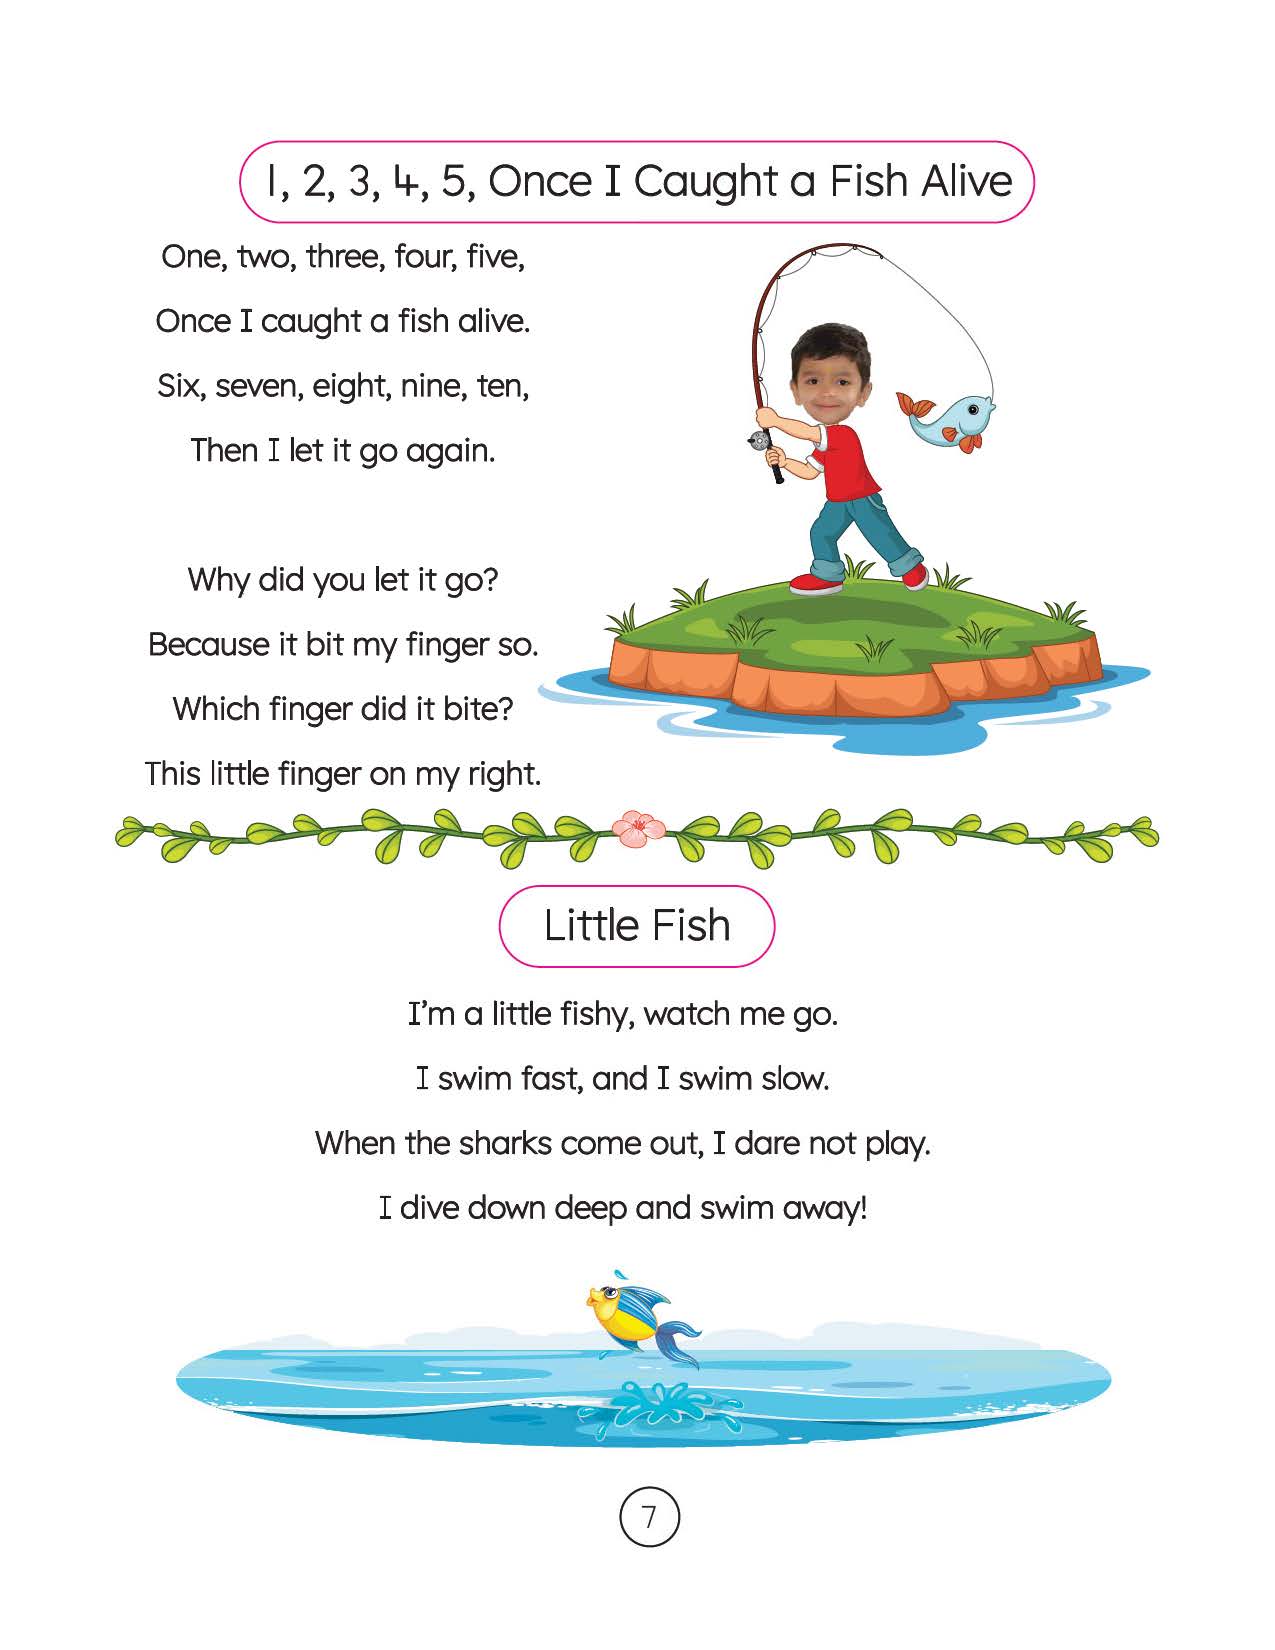 1, 2, 3, 4, 5, Once I Caught a Fish Alive
One, two, three, four, five,
Once I caught a fish alive.
Six, seven, eight, nine, ten,
Then I let it go again.
Why did you let it go?
Because it bit my finger so.
Which finger did it bite?
This little finger on my right.
Little Fish
I'm a little fishy, watch me go.
I swim fast, and I swim slow.
When the sharks come out, I dare not play.
I dive down deep and swim away!
7